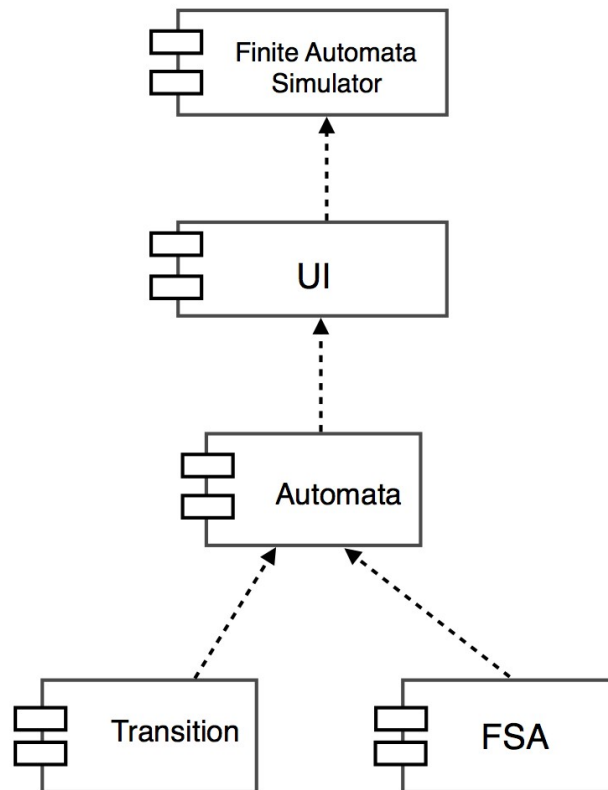 Finite Automata
Simulator
UI
Automata
Transition
FSA